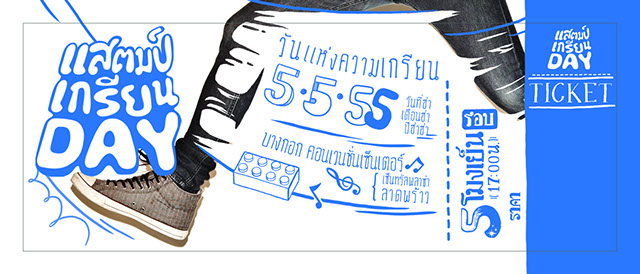 แสตมป์
เกรียน
DAY
วันแห่งความเกรียน
5·5·55
วันที่ฮา
เดือนฮา
ปีฮาฮ่า
บางกอก คอนเวนชั่นเซ็นเตอร์
เซ็นทรัลพลาซ่า
ลาดพร้าว
รอบ
5 โมงเย็น
(17:00น.)
ราคา
แสตมป์
เกรียน
DAY
TICKET